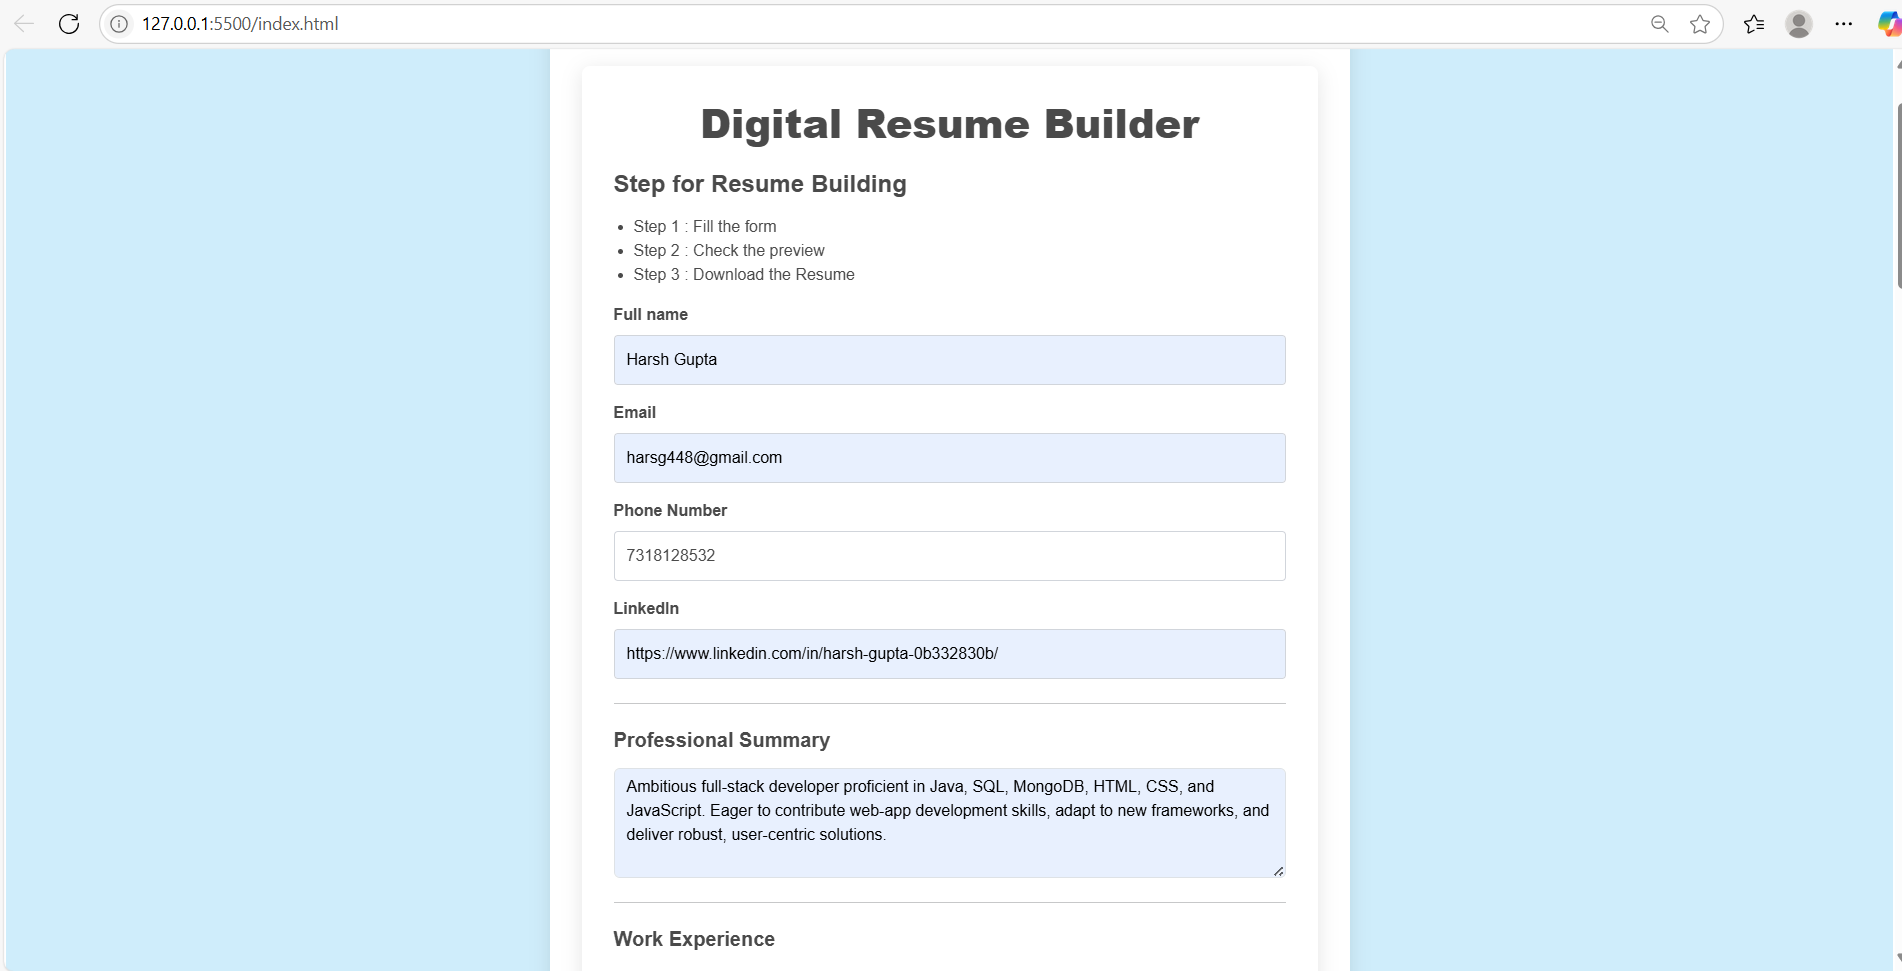 127.0.0.1:5500/index.html
Digital Resume Builder
Step for Resume Building
Step 1 : Fill the form
Step 2 : Check the preview
Step 3 : Download the Resume
Full name
Harsh Gupta
Email
harsg448@gmail.com
Phone Number
7318128532
LinkedIn
https://www.linkedin.com/in/harsh-gupta-0b332830b/
Professional Summary
Ambitious full-stack developer proficient in Java, SQL, MongoDB, HTML, CSS, and
JavaScript. Eager to contribute web-app development skills, adapt to new frameworks, and
deliver robust, user-centric solutions.
Work Experience